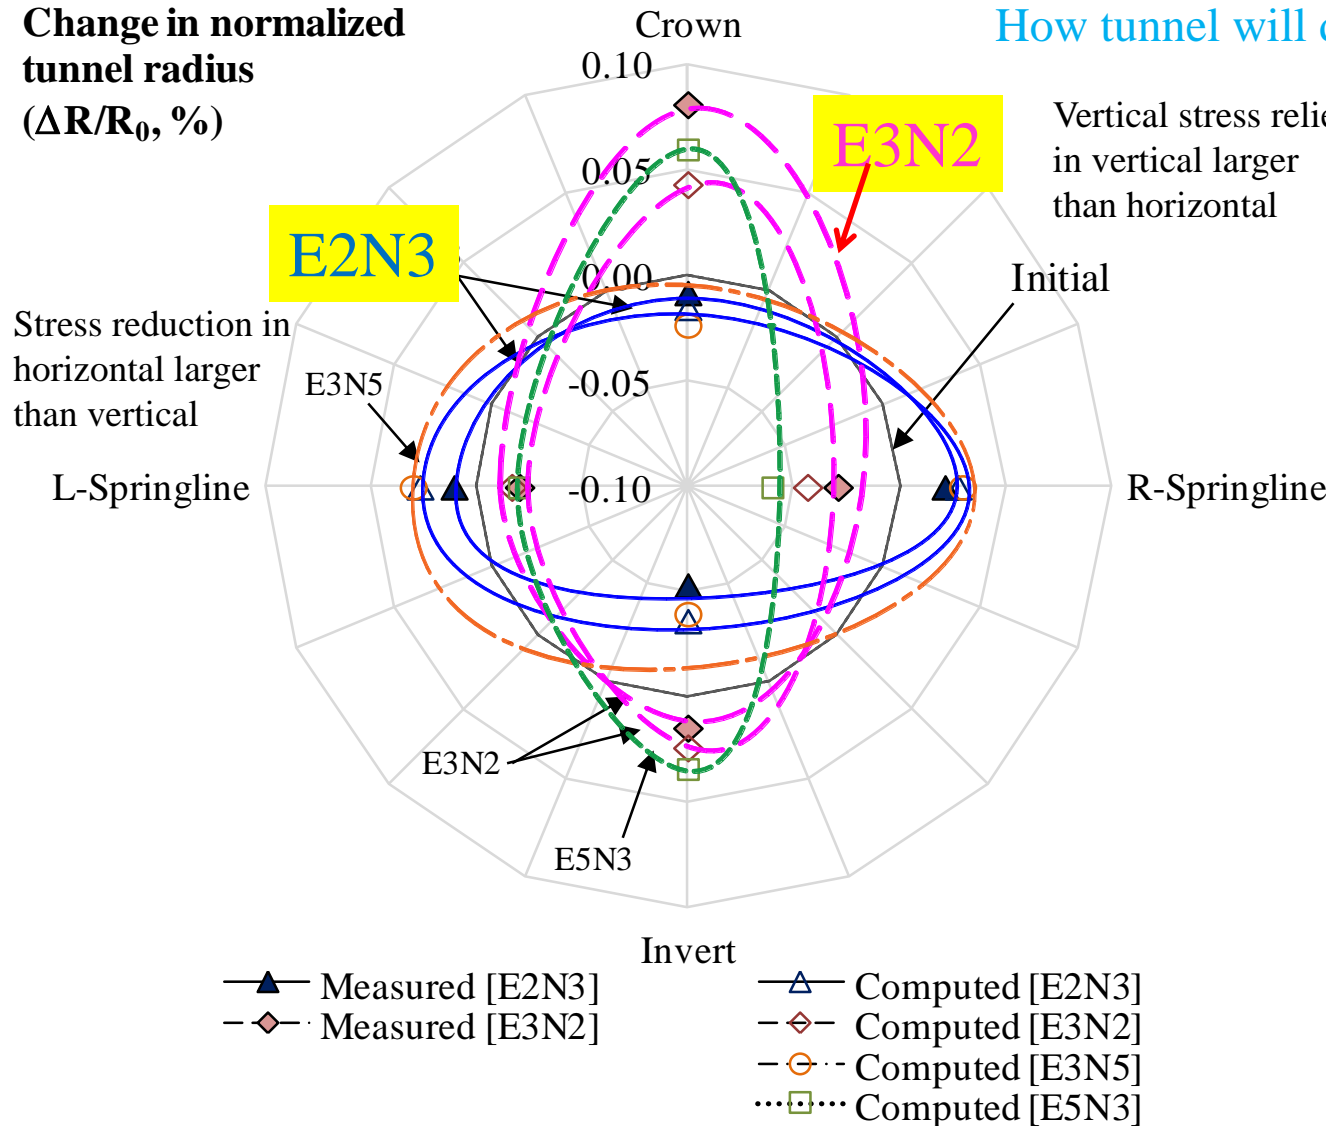 Change in normalized
tunnel radius
(ΔR/R₀, %)
Crown
How tunnel will
0.10
E3N2
Vertical stress
in vertical larger
than horizontal
0.05
E2N3
0.00
Initial
Stress reduction in
horizontal larger
than vertical
E3N5
-0.05
L-Springline
-0.10
R-Springline
E3N2
E5N3
Invert
Measured [E2N3]
Measured [E3N2]
Computed [E2N3]
Computed [E3N2]
Computed [E3N5]
Computed [E5N3]